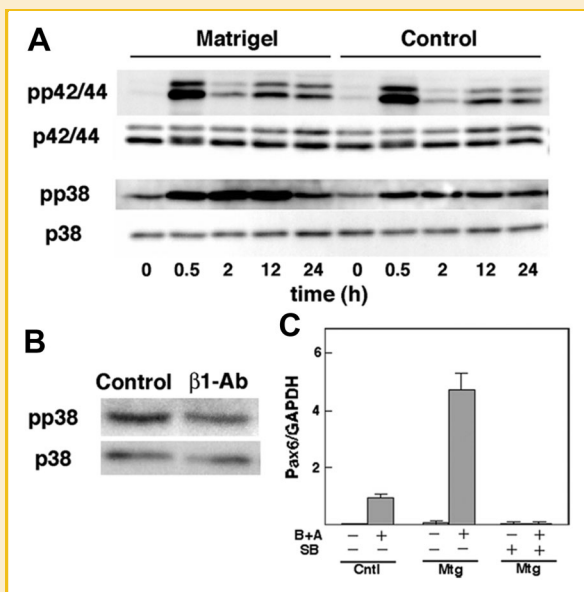 A
Matrigel Control
pp42/44
p42/44
pp38
p38
0 0.5 2 12 24 0 0.5 2 12 24
time (h)
B
Control β1-Ab
pp38
p38
C
Pax6/GAPDH
6
4
2
B+A - + - + - +
SB - - - - + +
Cntl Mtg Mtg